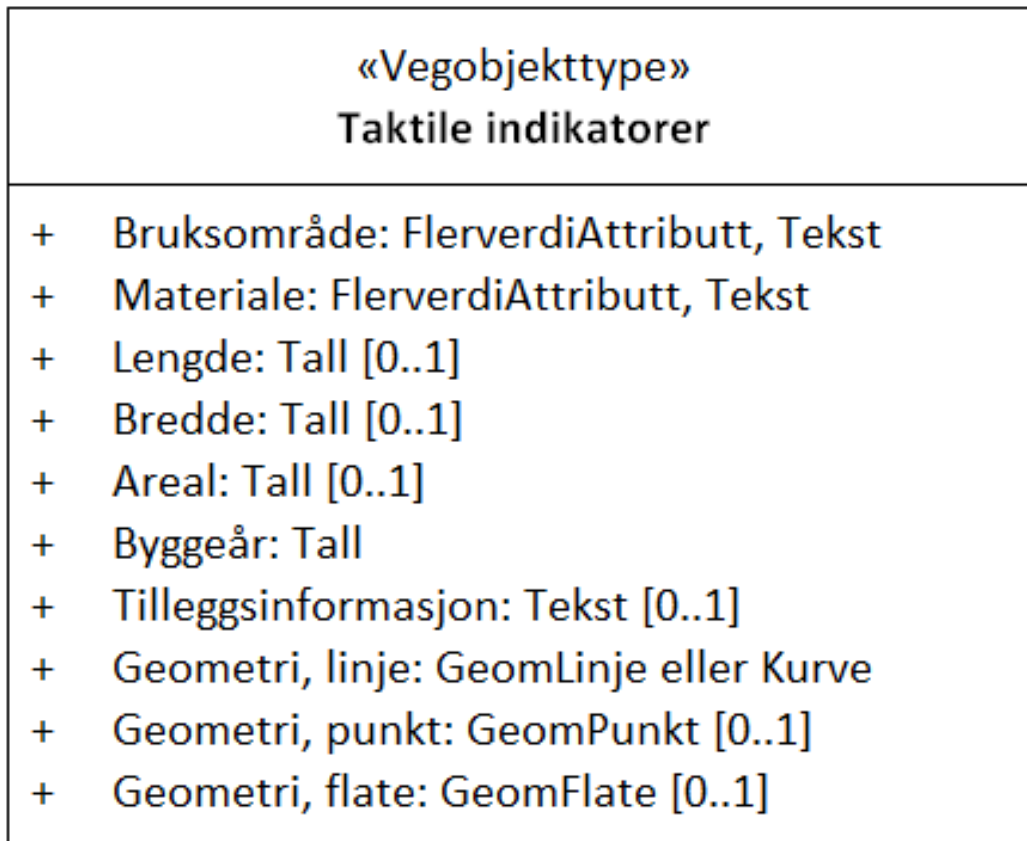 «Vegobjekttype»
Taktile indikatorer
+ Bruksområde: FlerverdiAttributt, Tekst
+ Materiale: FlerverdiAttributt, Tekst
+ Lengde: Tall [0..1]
+ Bredde: Tall [0..1]
+ Areal: Tall [0..1]
+ Byggeår: Tall
+ Tilleggsinformasjon: Tekst [0..1]
+ Geometri, linje: GeomLinje eller Kurve
+ Geometri, punkt: GeomPunkt [0..1]
+ Geometri, flate: GeomFlate [0..1]